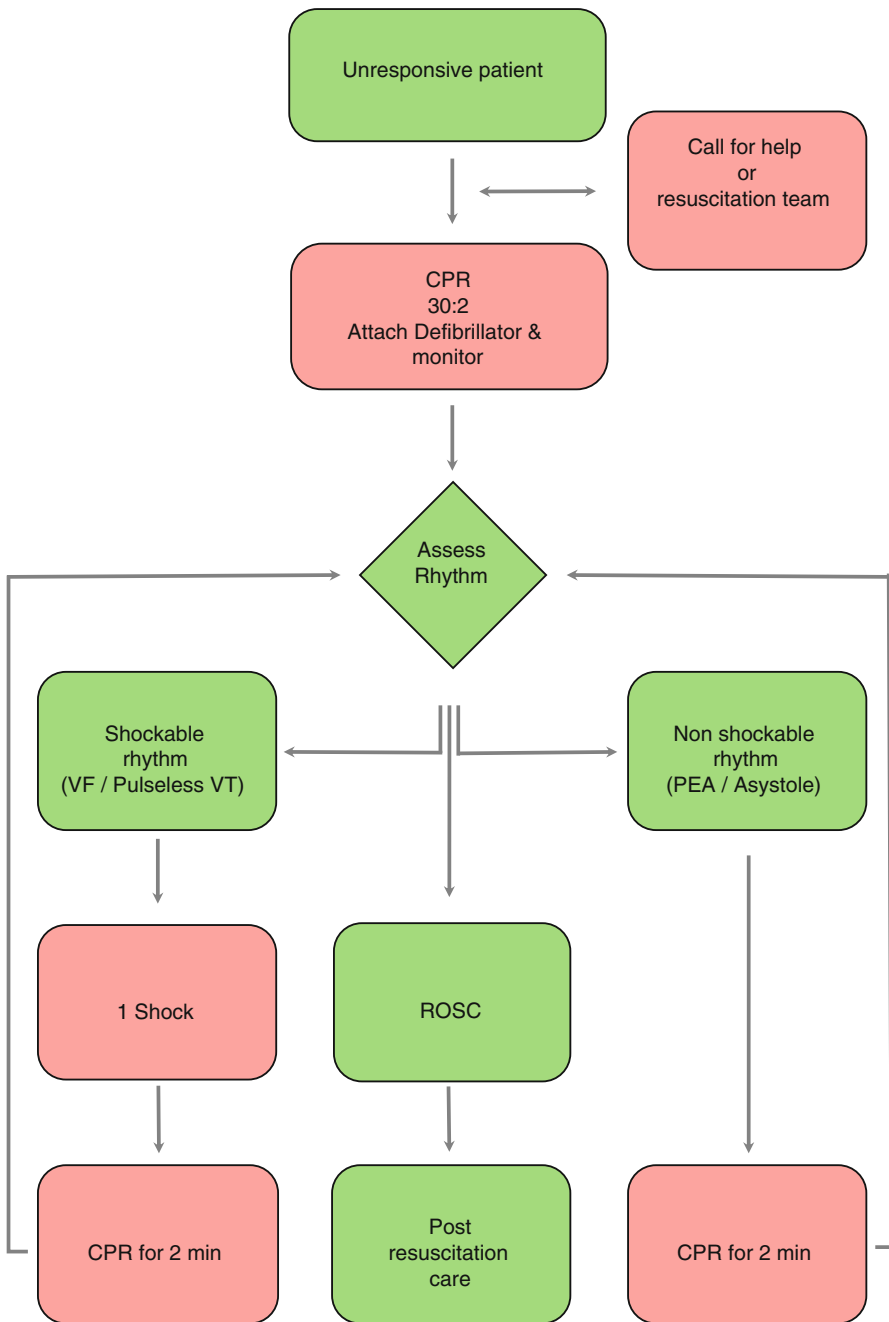 Unresponsive patient
Call for help
or
resuscitation team
CPR
30:2
Attach Defibrillator &
monitor
Assess
Rhythm
Shockable
rhythm
(VF / Pulseless VT)
Non shockable
rhythm
(PEA / Asystole)
1 Shock
ROSC
CPR for 2 min
Post
resuscitation
care
CPR for 2 min